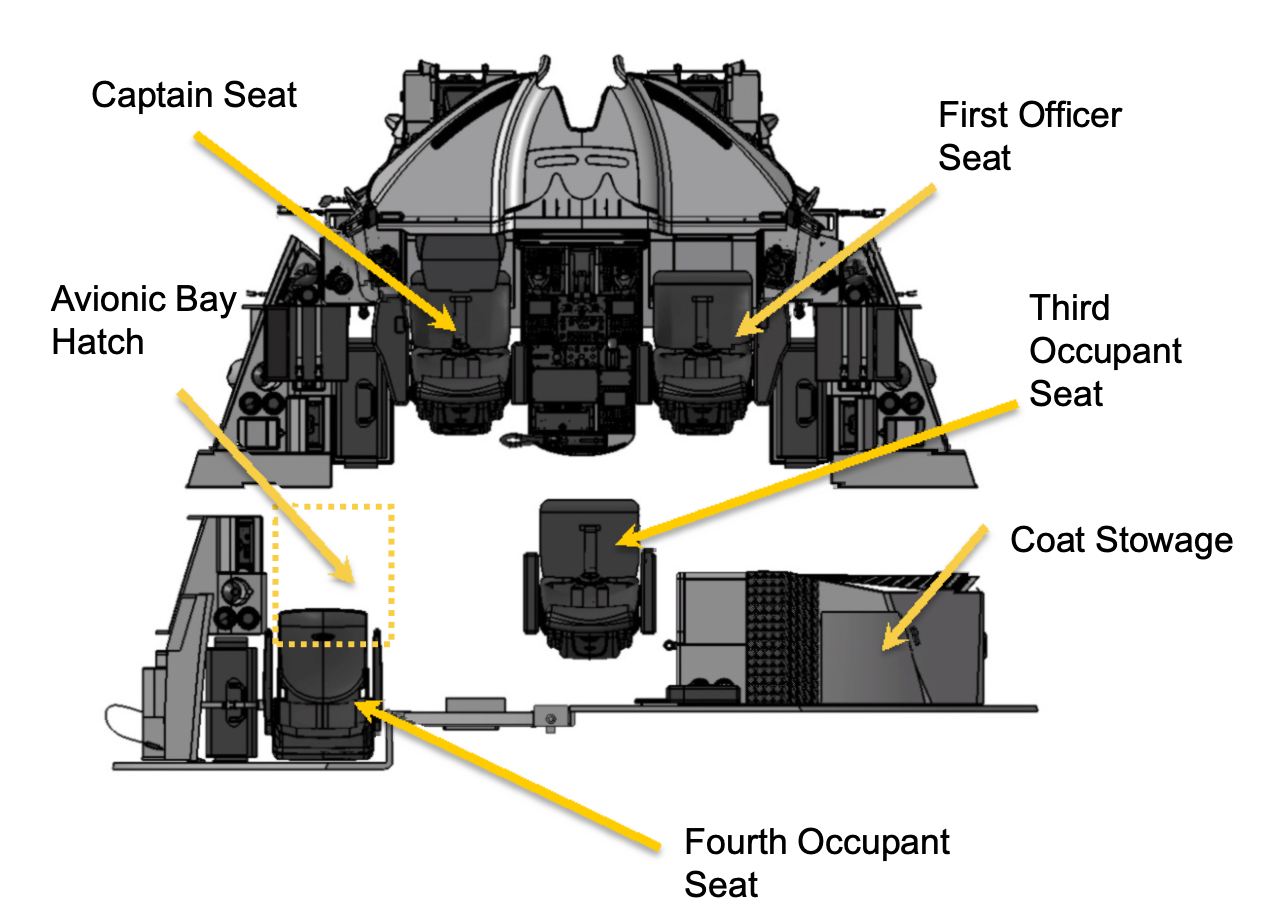 Captain Seat
First Officer
Seat
Avionic Bay
Hatch
Third
Occupant
Seat
Coat Stowage
Fourth Occupant
Seat